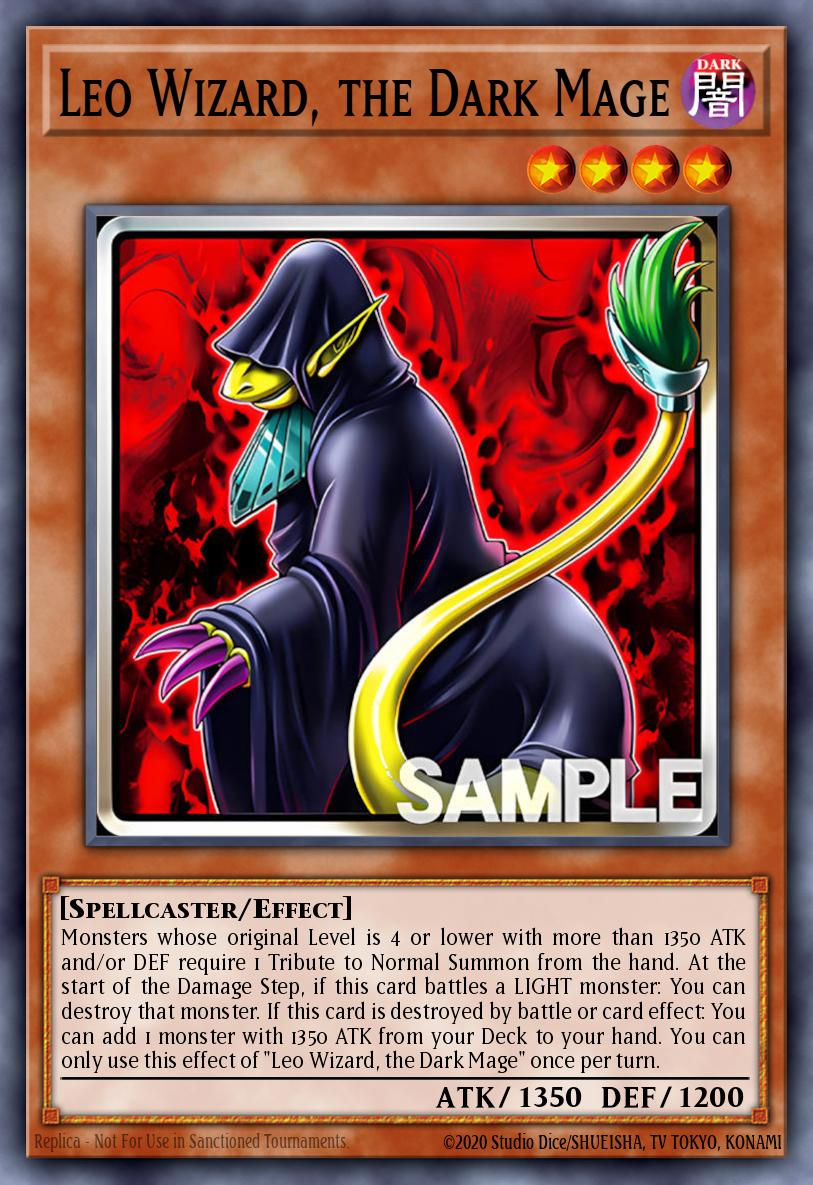 Leo Wizard, the Dark Mage
DARK
闇
SAMPLE
[Spellcaster/Effect]
Monsters whose original Level is 4 or lower with more than 1350 ATK
and/or DEF require 1 Tribute to Normal Summon from the hand. At the
start of the Damage Step, if this card battles a LIGHT monster: You can
destroy that monster. If this card is destroyed by battle or card effect: You
can add 1 monster with 1350 ATK from your Deck to your hand. You can
only use this effect of "Leo Wizard, the Dark Mage" once per turn.
ATK/ 1350 DEF/ 1200
Replica - Not For Use in Sanctioned Tournaments.
©2020 Studio Dice/SHUEISHA, TV TOKYO, KONAMI